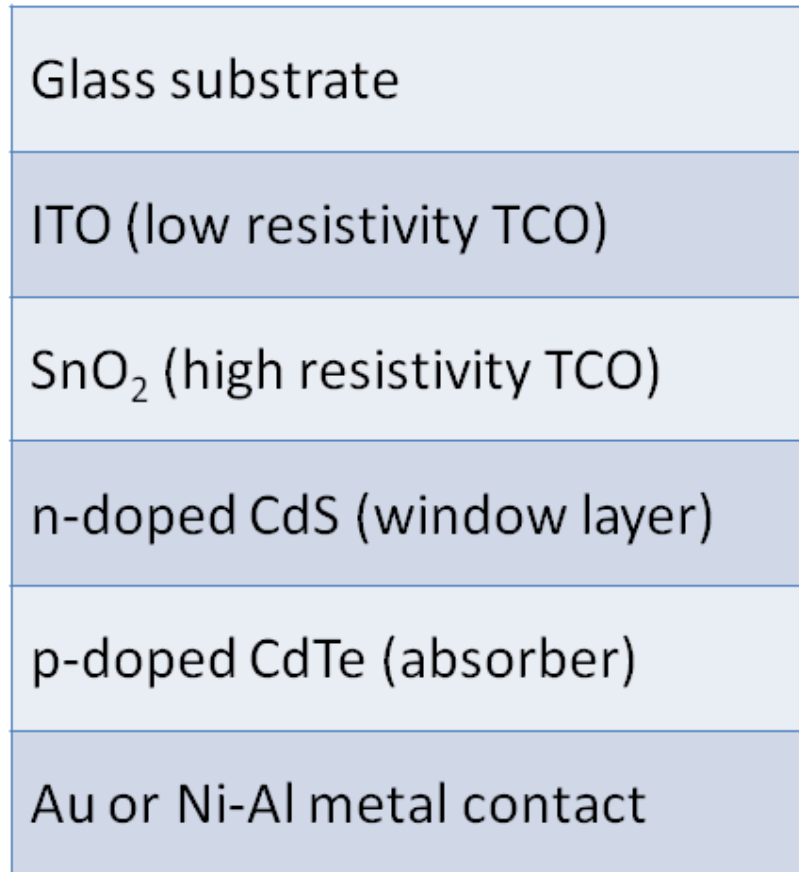 Glass substrate
ITO (low resistivity TCO)
SnO₂ (high resistivity TCO)
n-doped CdS (window layer)
p-doped CdTe (absorber)
Au or Ni-Al metal contact